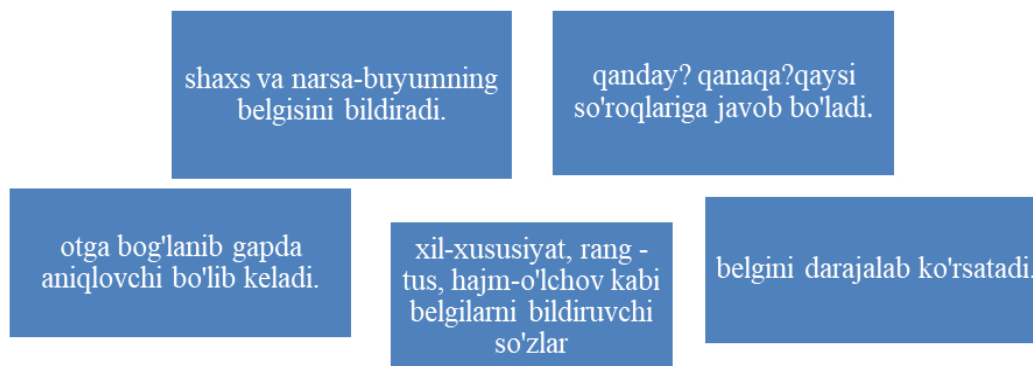 shaxs va narsa-buyumning
belgisini bildiradi.
qanday? qanaqa?qaysi
so'roqlariga javob bo'ladi.
otga bog'lanib gapda
aniqlovchi bo'lib keladi.
xil-xususiyat, rang -
tus, hajm-o'lchov kabi
belgilarni bildiruvchi
so'zlar
belgini darajalab ko'rsatadi.